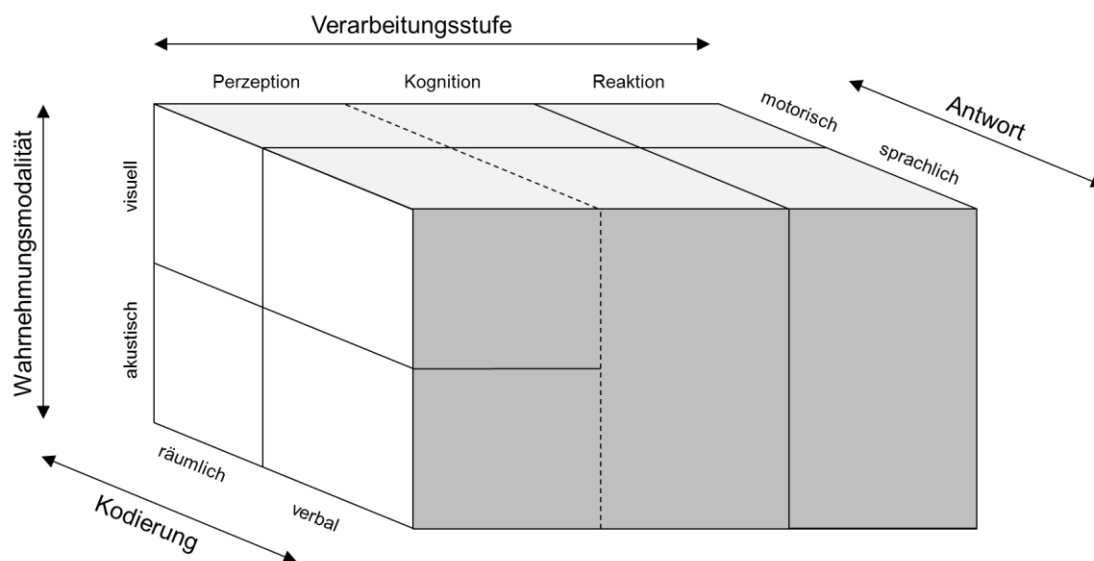 Verarbeitungsstufe
Perzeption
Kognition
Reaktion
motorisch
sprachlich
Antwort
Wahrnehmungsmodalität
visuell
akustisch
räumlich
verbal
Kodierung